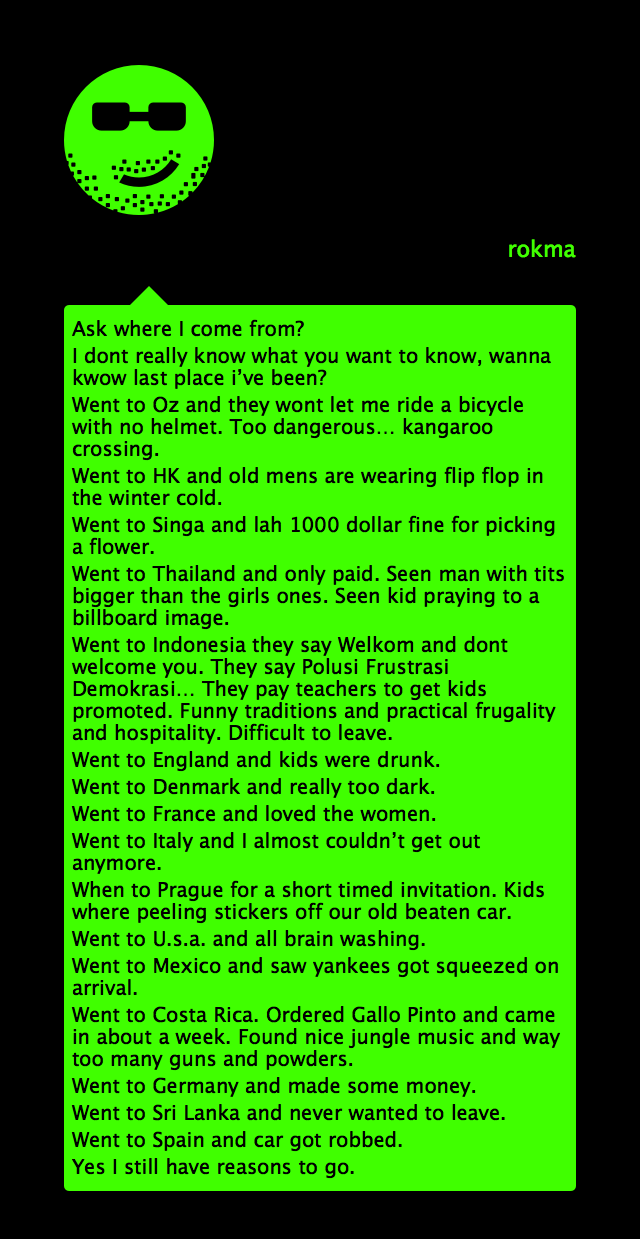 rokma
Ask where I come from?
I dont really know what you want to know, wanna
kwow last place i’ve been?
Went to Oz and they wont let me ride a bicycle
with no helmet. Too dangerous… kangaroo
crossing.
Went to HK and old mens are wearing flip flop in
the winter cold.
Went to Singa and lah 1000 dollar fine for picking
a flower.
Went to Thailand and only paid. Seen man with tits
bigger than the girls ones. Seen kid praying to a
billboard image.
Went to Indonesia they say Welkom and dont
welcome you. They say Polusi Frustrasi
Demokrasi… They pay teachers to get kids
promoted. Funny traditions and practical frugality
and hospitality. Difficult to leave.
Went to England and kids were drunk.
Went to Denmark and really too dark.
Went to France and loved the women.
Went to Italy and I almost couldn’t get out
anymore.
When to Prague for a short timed invitation. Kids
where peeling stickers off our old beaten car.
Went to U.s.a. and all brain washing.
Went to Mexico and saw yankees got squeezed on
arrival.
Went to Costa Rica. Ordered Gallo Pinto and came
in about a week. Found nice jungle music and way
too many guns and powders.
Went to Germany and made some money.
Went to Sri Lanka and never wanted to leave.
Went to Spain and car got robbed.
Yes I still have reasons to go.